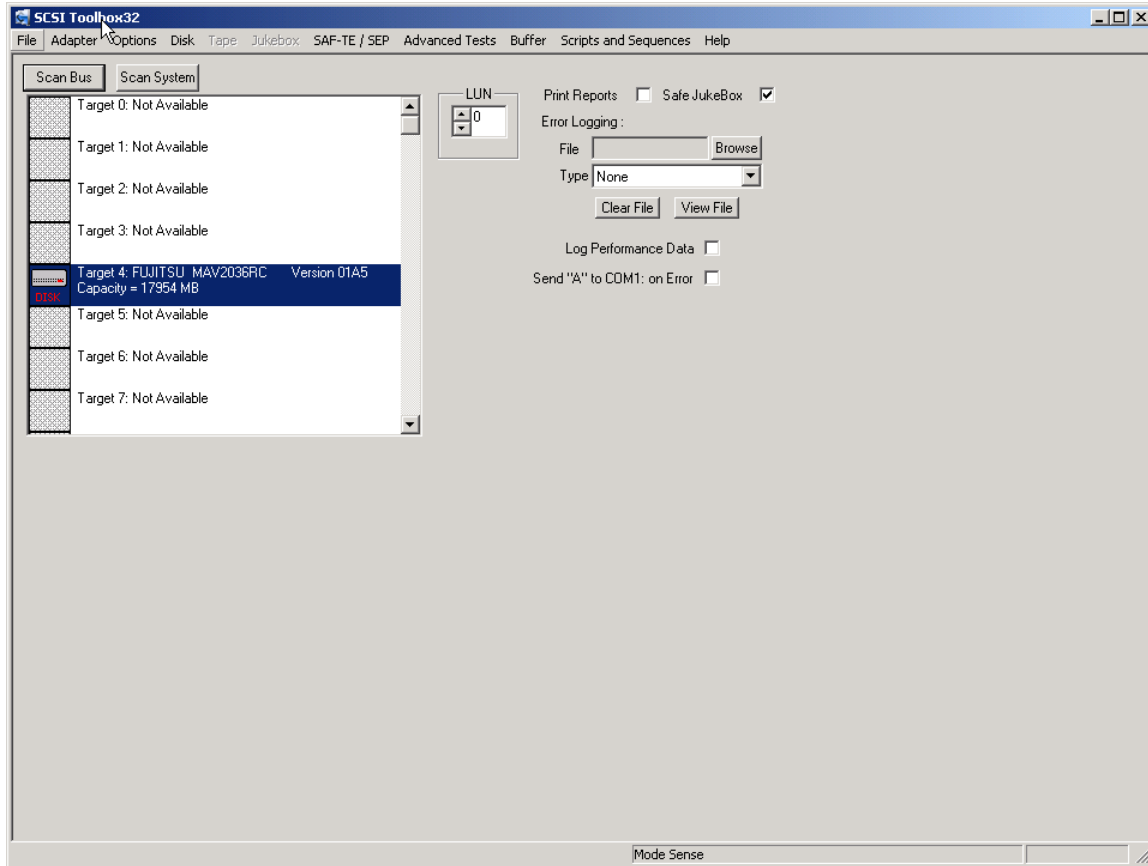 SCSI Toolbox32
File Adapter Options Disk Tape Jukebox SAF-TE / SEP Advanced Tests Buffer Scripts and Sequences Help
Scan Bus Scan System
Target 0: Not Available
Target 1: Not Available
Target 2: Not Available
Target 3: Not Available
DISK
Target 4: FUJITSU MAV2036RC Version 01A5
Capacity = 17954 MB
Target 5: Not Available
Target 6: Not Available
Target 7: Not Available
LUN
0
Print Reports Safe JukeBox
Error Logging :
File Browse
Type None
Clear File View File
Log Performance Data
Send "A" to COM1: on Error
Mode Sense